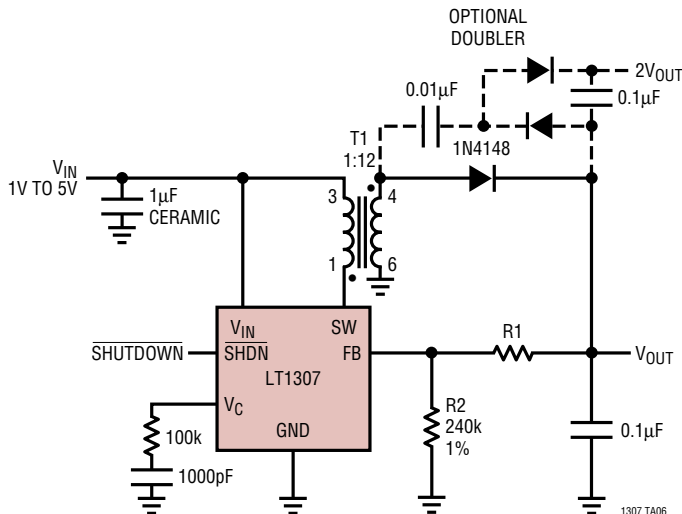 OPTIONAL
DOUBLER
2VOUT
0.01µF
0.1µF
T1
1:12
1N4148
VIN
1V TO 5V
1µF
CERAMIC
3
4
1
6
VIN
SW
SHUTDOWN
SHDN
FB
R1
VOUT
LT1307
VC
R2
240k
1%
100k
GND
0.1µF
1000pF
1307 TA06